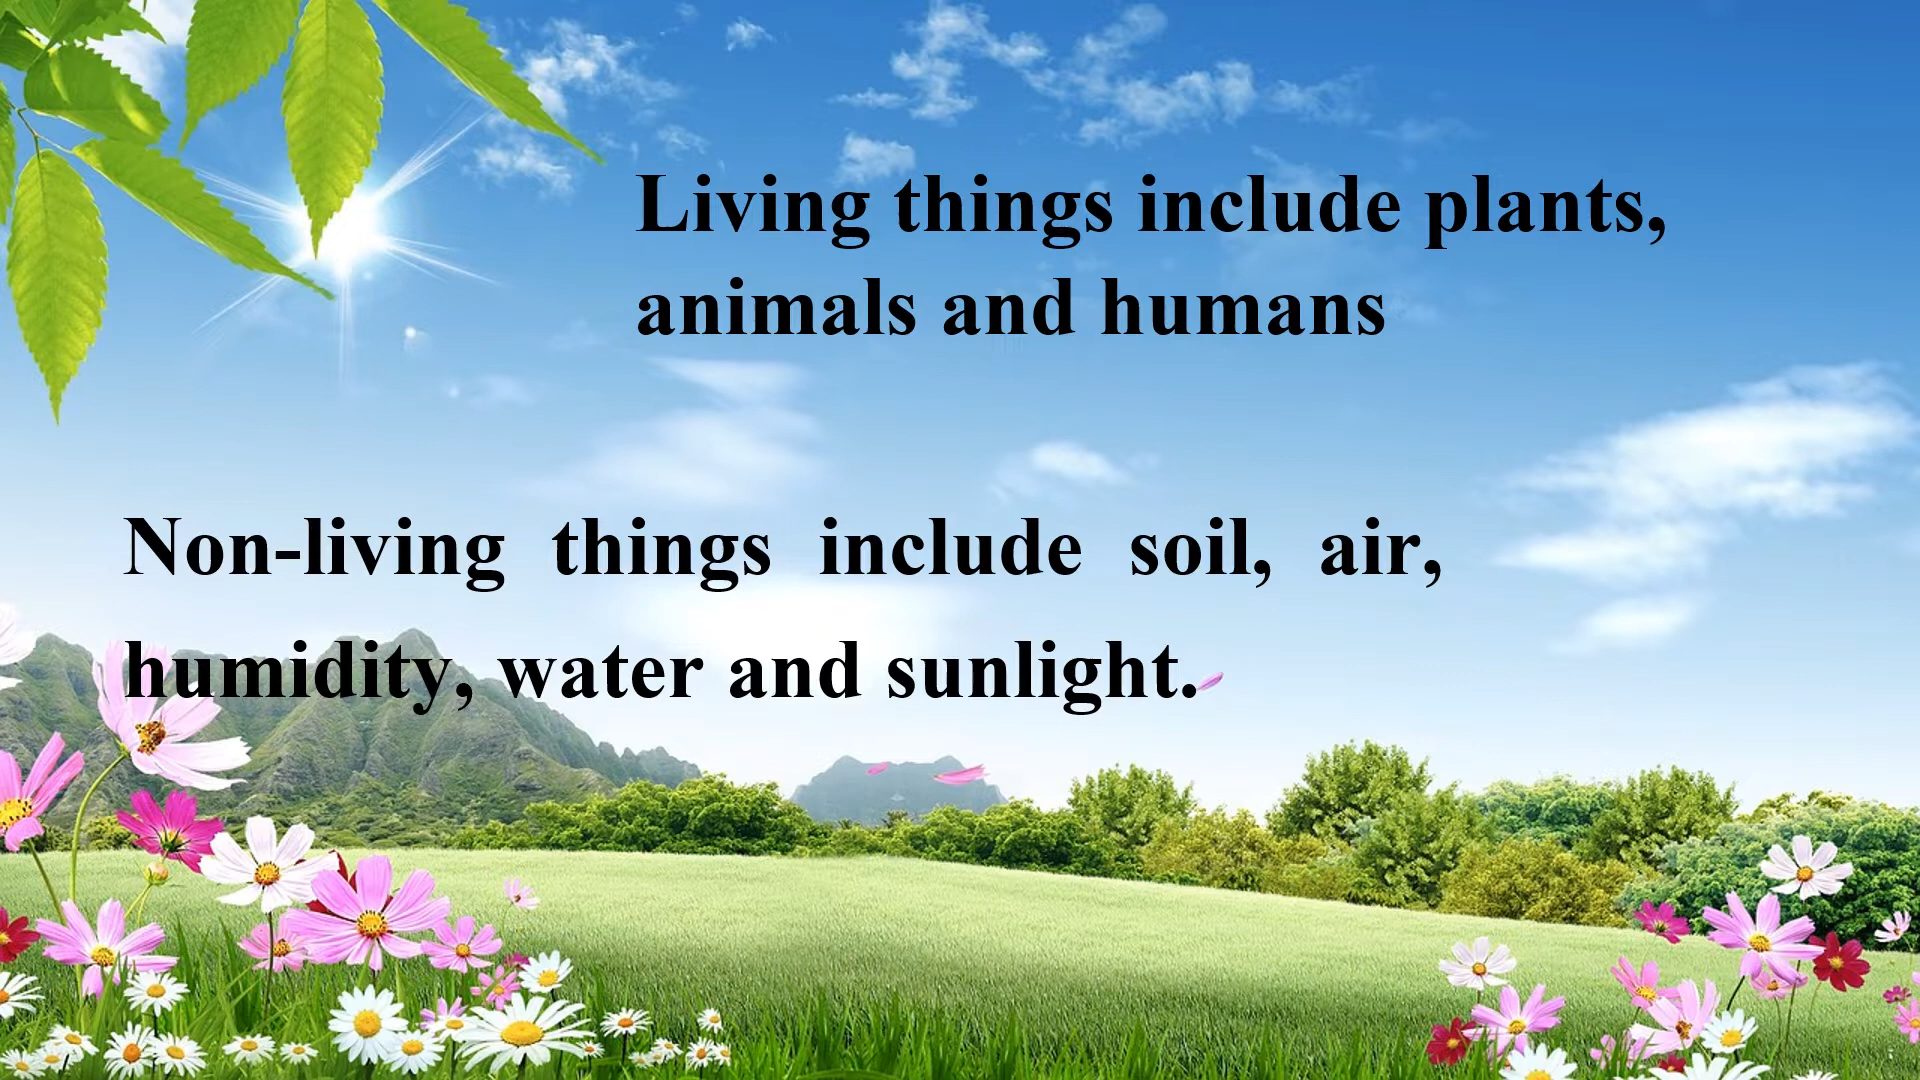 Living things include plants,
animals and humans
Non-living things include soil, air,
humidity, water and sunlight.